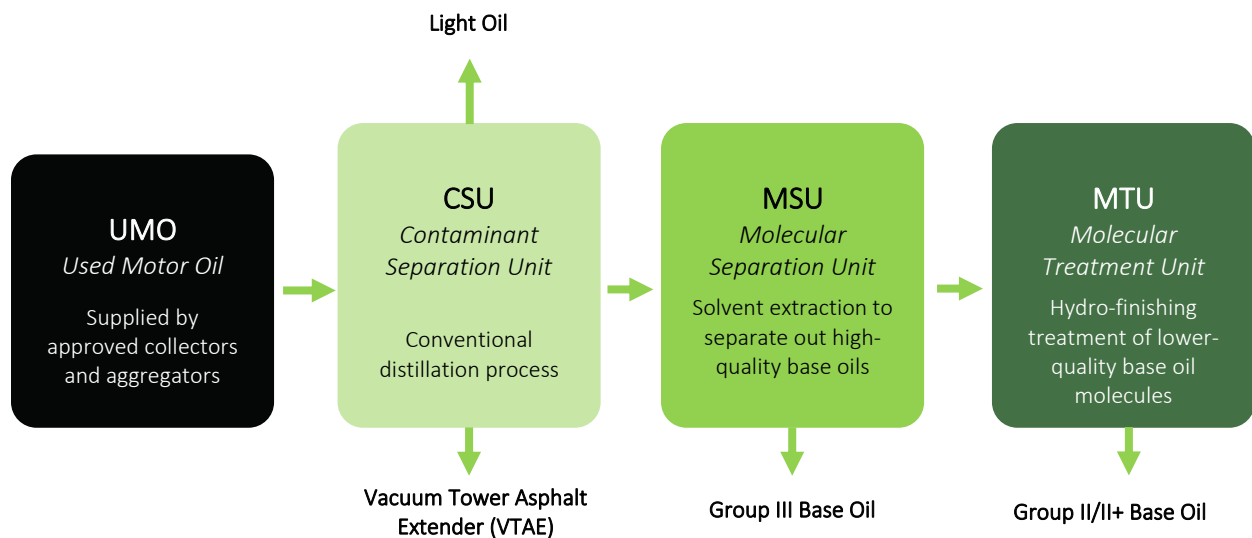 Light Oil
UMO
Used Motor Oil
Supplied by
approved collectors
and aggregators
CSU
Contaminant
Separation Unit
Conventional
distillation process
MSU
Molecular
Separation Unit
Solvent extraction to
separate out high-
quality base oils
MTU
Molecular
Treatment Unit
Hydro-finishing
treatment of lower-
quality base oil
molecules
Vacuum Tower Asphalt
Extender (VTAE)
Group III Base Oil
Group II/II+ Base Oil